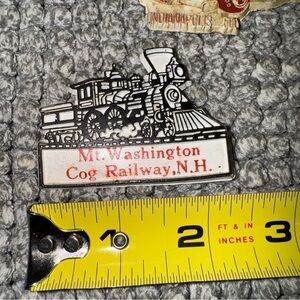 Mt. Washington
Cog Railway, N.H.
1 2 3
FT & IN
INCHES